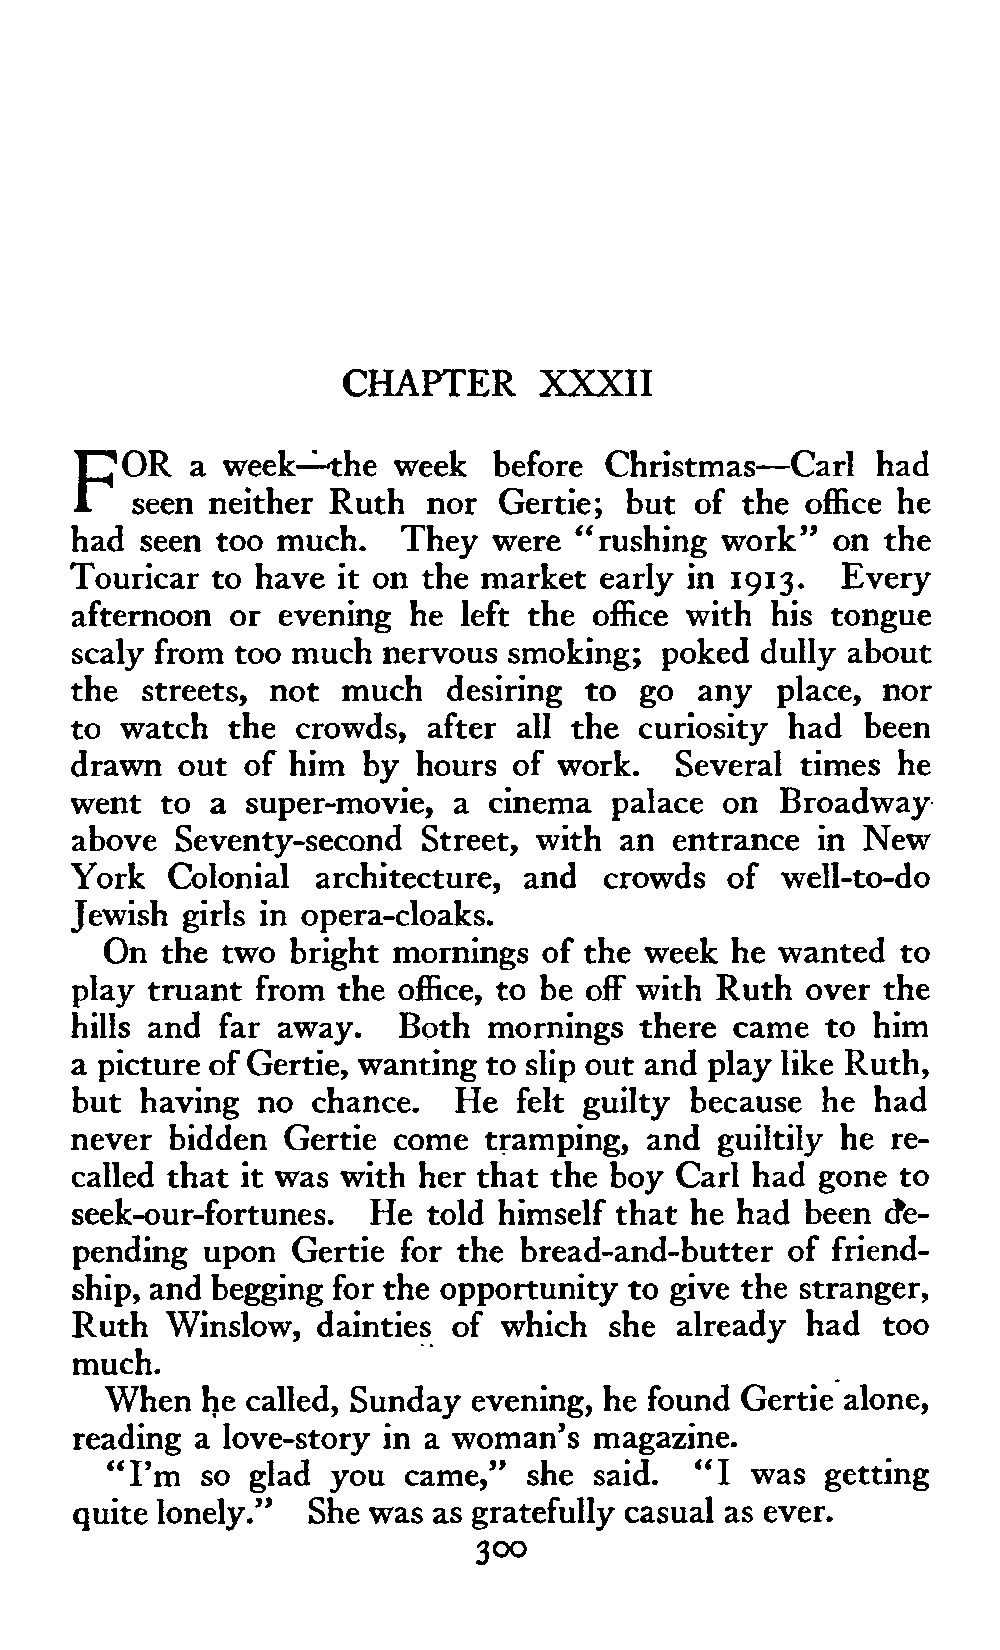 CHAPTER XXXII
FOR a week—the week before Christmas—Carl had
seen neither Ruth nor Gertie; but of the office he
had seen too much. They were "rushing work" on the
Touricar to have it on the market early in 1913. Every
afternoon or evening he left the office with his tongue
scaly from too much nervous smoking; poked dully about
the streets, not much desiring to go any place, nor
to watch the crowds, after all the curiosity had been
drawn out of him by hours of work. Several times he
went to a super-movie, a cinema palace on Broadway
above Seventy-second Street, with an entrance in New
York Colonial architecture, and crowds of well-to-do
Jewish girls in opera-cloaks.
On the two bright mornings of the week he wanted to
play truant from the office, to be off with Ruth over the
hills and far away. Both mornings there came to him
a picture of Gertie, wanting to slip out and play like Ruth,
but having no chance. He felt guilty because he had
never bidden Gertie come tramping, and guiltily he re-
called that it was with her that the boy Carl had gone to
seek-our-fortunes. He told himself that he had been de-
pending upon Gertie for the bread-and-butter of friend-
ship, and begging for the opportunity to give the stranger,
Ruth Winslow, dainties of which she already had too
much.
When he called, Sunday evening, he found Gertie alone,
reading a love-story in a woman's magazine.
"I'm so glad you came," she said. "I was getting
quite lonely." She was as gratefully casual as ever.
300